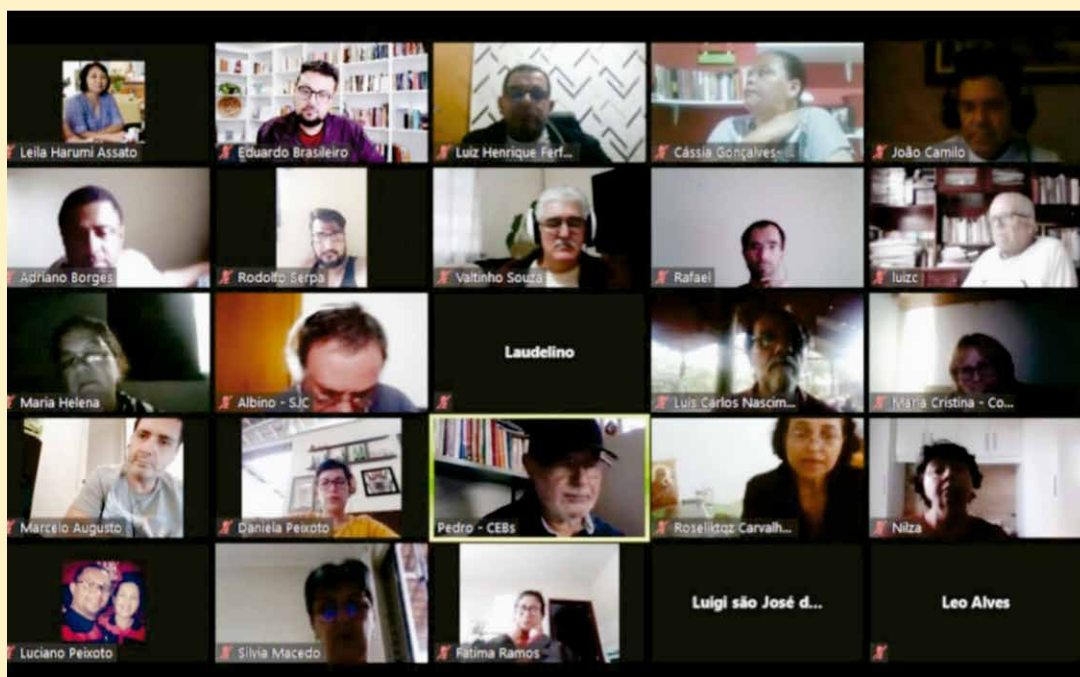 Leila Harumi Assato
Eduardo Brasileiro
Luiz Henrique Ferf...
Cássia Gonçalves- ...
João Camilo
Adriano Borges
Rodolfo Serpa
Valtinho Souza
Rafael
luizc
Maria Helena
Albino - SJC
Laudelino
Luis Carlos Nascim...
Maria Cristina - Co...
Marcelo Augusto
Daniela Peixoto
Pedro - CEBs
Roseliktqz Carvalh...
Nilza
Luciano Peixoto
Silvia Macedo
Fatima Ramos
Luigi são José d...
Leo Alves